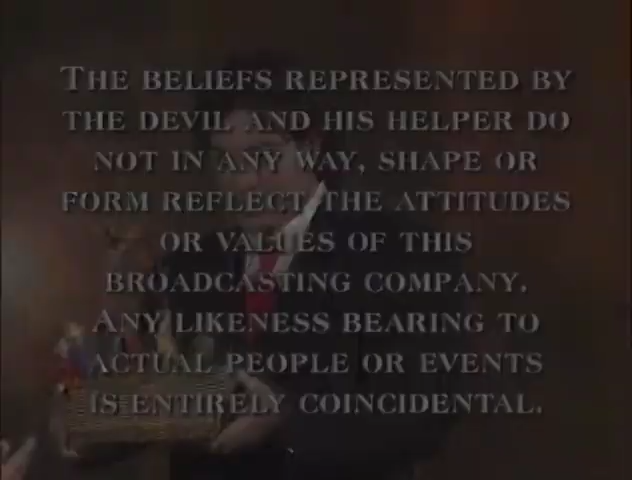 THE BELIEFS REPRESENTED BY
THE DEVIL AND HIS HELPER DO
NOT IN ANY WAY, SHAPE OR
FORM REFLECT THE ATTITUDES
OR VALUES OF THIS
BROADCASTING COMPANY.
ANY LIKENESS BEARING TO
ACTUAL PEOPLE OR EVENTS
IS ENTIRELY COINCIDENTAL.